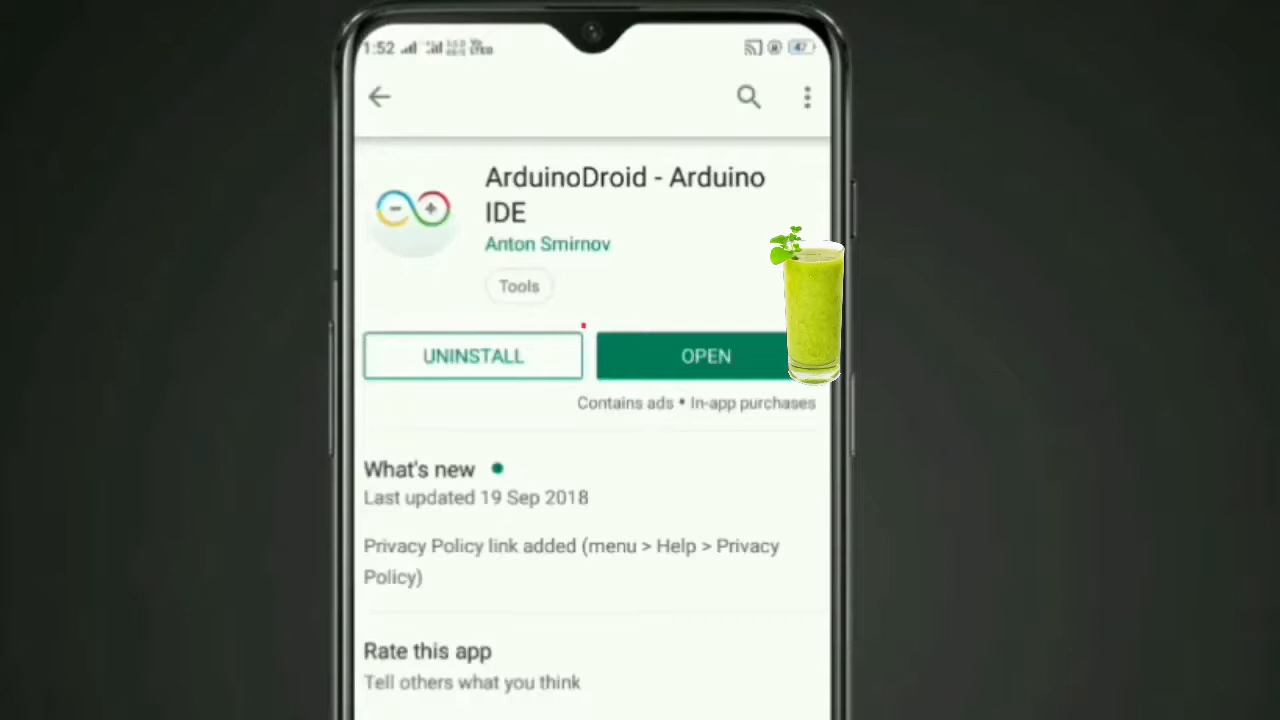 1:52
47
ArduinoDroid - Arduino
IDE
Anton Smirnov
Tools
UNINSTALL
OPEN
Contains ads • In-app purchases
What's new
Last updated 19 Sep 2018
Privacy Policy link added (menu > Help > Privacy
Policy)
Rate this app
Tell others what you think